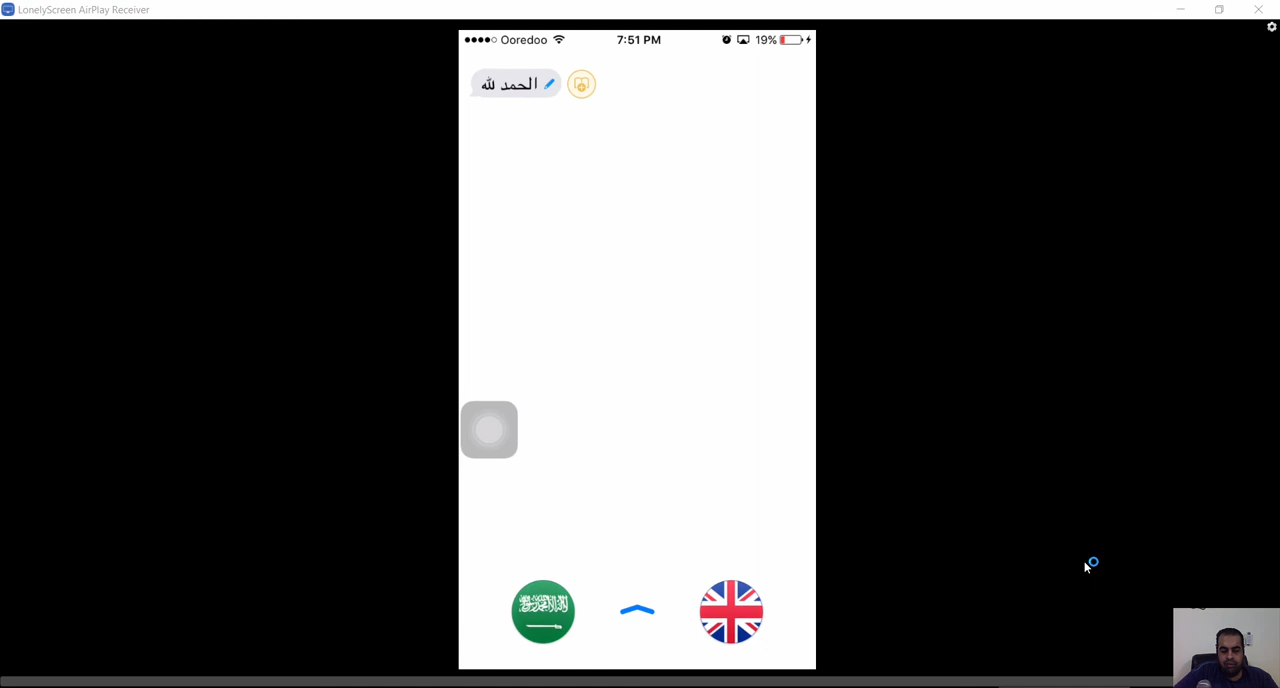 LonelyScreen AirPlay Receiver
Ooredoo 7:51 PM 19%
الحمد لله